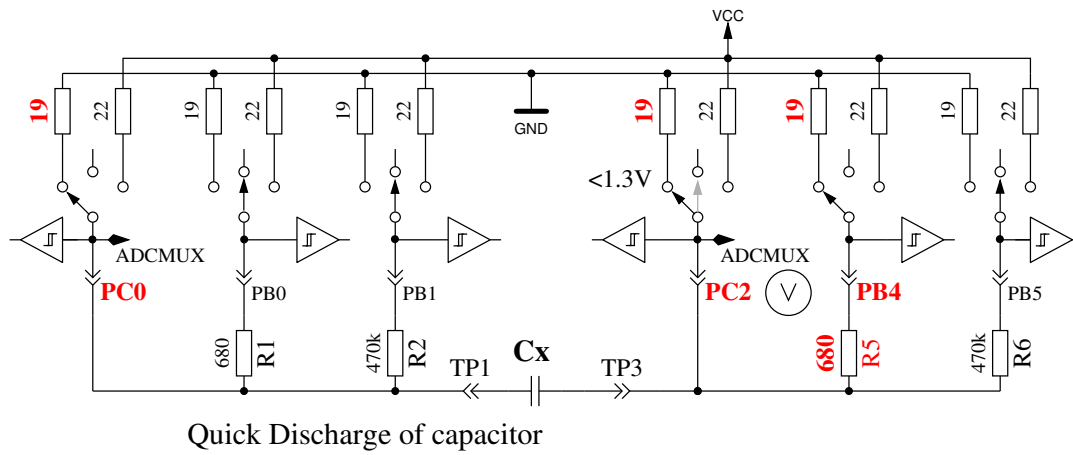 VCC
GND
19
22
19
22
19
22
19
22
19
22
19
22
<1.3V
ADCMUX
ADCMUX
PC0
PB0
PB1
PC2
V
PB4
PB5
680
R1
470k
R2
TP1
Cx
TP3
680
R5
470k
R6
Quick Discharge of capacitor